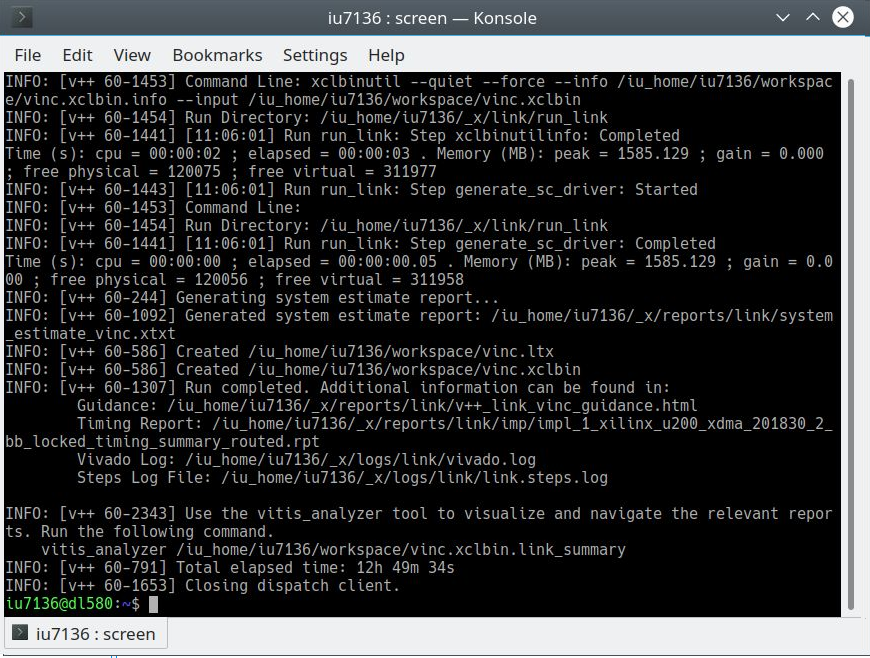 iu7136 : screen — Konsole
File Edit View Bookmarks Settings Help
INFO: [v++ 60-1453] Command Line: xclbinutil --quiet --force --info /iu_home/iu7136/workspac
e/vinc.xclbin.info --input /iu_home/iu7136/workspace/vinc.xclbin
INFO: [v++ 60-1454] Run Directory: /iu_home/iu7136/_x/link/run_link
INFO: [v++ 60-1441] [11:06:01] Run run_link: Step xclbinutilinfo: Completed
Time (s): cpu = 00:00:02 ; elapsed = 00:00:03 . Memory (MB): peak = 1585.129 ; gain = 0.000
; free physical = 120075 ; free virtual = 311977
INFO: [v++ 60-1443] [11:06:01] Run run_link: Step generate_sc_driver: Started
INFO: [v++ 60-1453] Command Line:
INFO: [v++ 60-1454] Run Directory: /iu_home/iu7136/_x/link/run_link
INFO: [v++ 60-1441] [11:06:01] Run run_link: Step generate_sc_driver: Completed
Time (s): cpu = 00:00:00 ; elapsed = 00:00:00.05 . Memory (MB): peak = 1585.129 ; gain = 0.0
00 ; free physical = 120056 ; free virtual = 311958
INFO: [v++ 60-244] Generating system estimate report...
INFO: [v++ 60-1092] Generated system estimate report: /iu_home/iu7136/_x/reports/link/system
_estimate_vinc.xtxt
INFO: [v++ 60-586] Created /iu_home/iu7136/workspace/vinc.ltx
INFO: [v++ 60-586] Created /iu_home/iu7136/workspace/vinc.xclbin
INFO: [v++ 60-1307] Run completed. Additional information can be found in:
Guidance: /iu_home/iu7136/_x/reports/link/v++_link_vinc_guidance.html
Timing Report: /iu_home/iu7136/_x/reports/link/imp/impl_1_xilinx_u200_xdma_201830_2_
bb_locked_timing_summary_routed.rpt
Vivado Log: /iu_home/iu7136/_x/logs/link/vivado.log
Steps Log File: /iu_home/iu7136/_x/logs/link/link.steps.log
INFO: [v++ 60-2343] Use the vitis_analyzer tool to visualize and navigate the relevant repor
ts. Run the following command.
vitis_analyzer /iu_home/iu7136/workspace/vinc.xclbin.link_summary
INFO: [v++ 60-791] Total elapsed time: 12h 49m 34s
INFO: [v++ 60-1653] Closing dispatch client.
iu7136@dl580:~$
iu7136 : screen